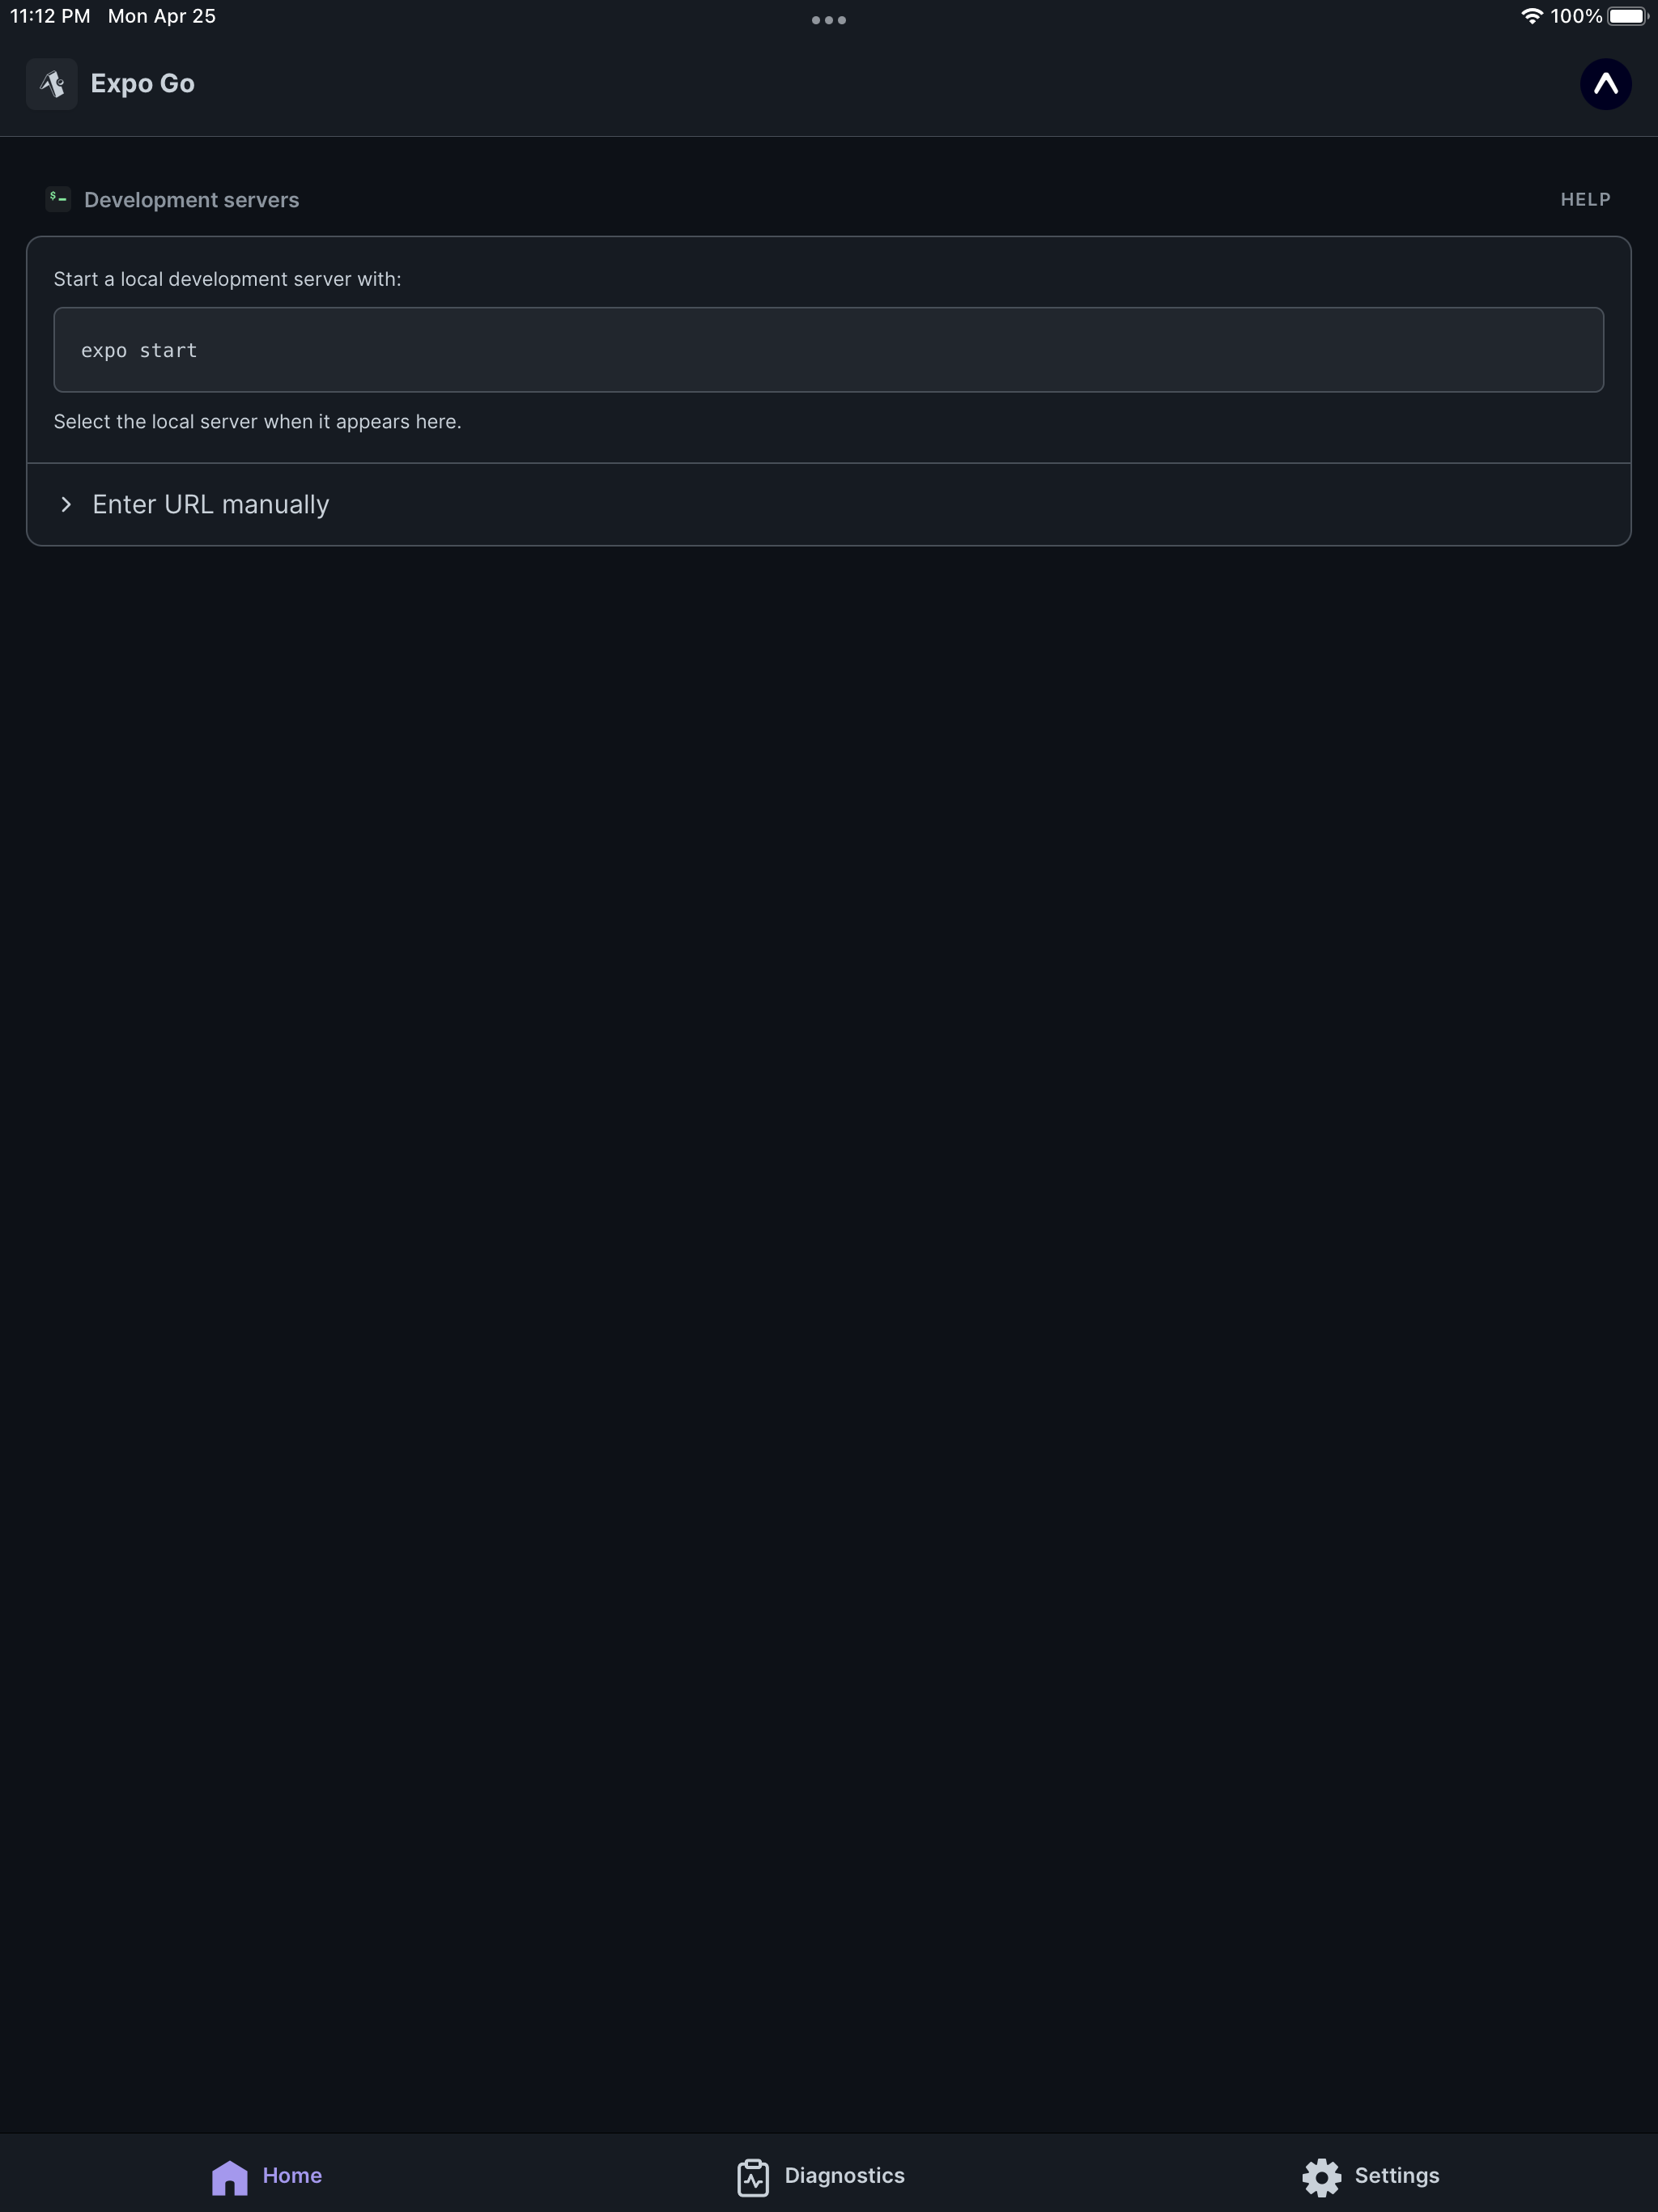 11:12 PM Mon Apr 25
100%
Expo Go
$
Development servers
HELP
Start a local development server with:
expo start
Select the local server when it appears here.
Enter URL manually
Home
Diagnostics
Settings